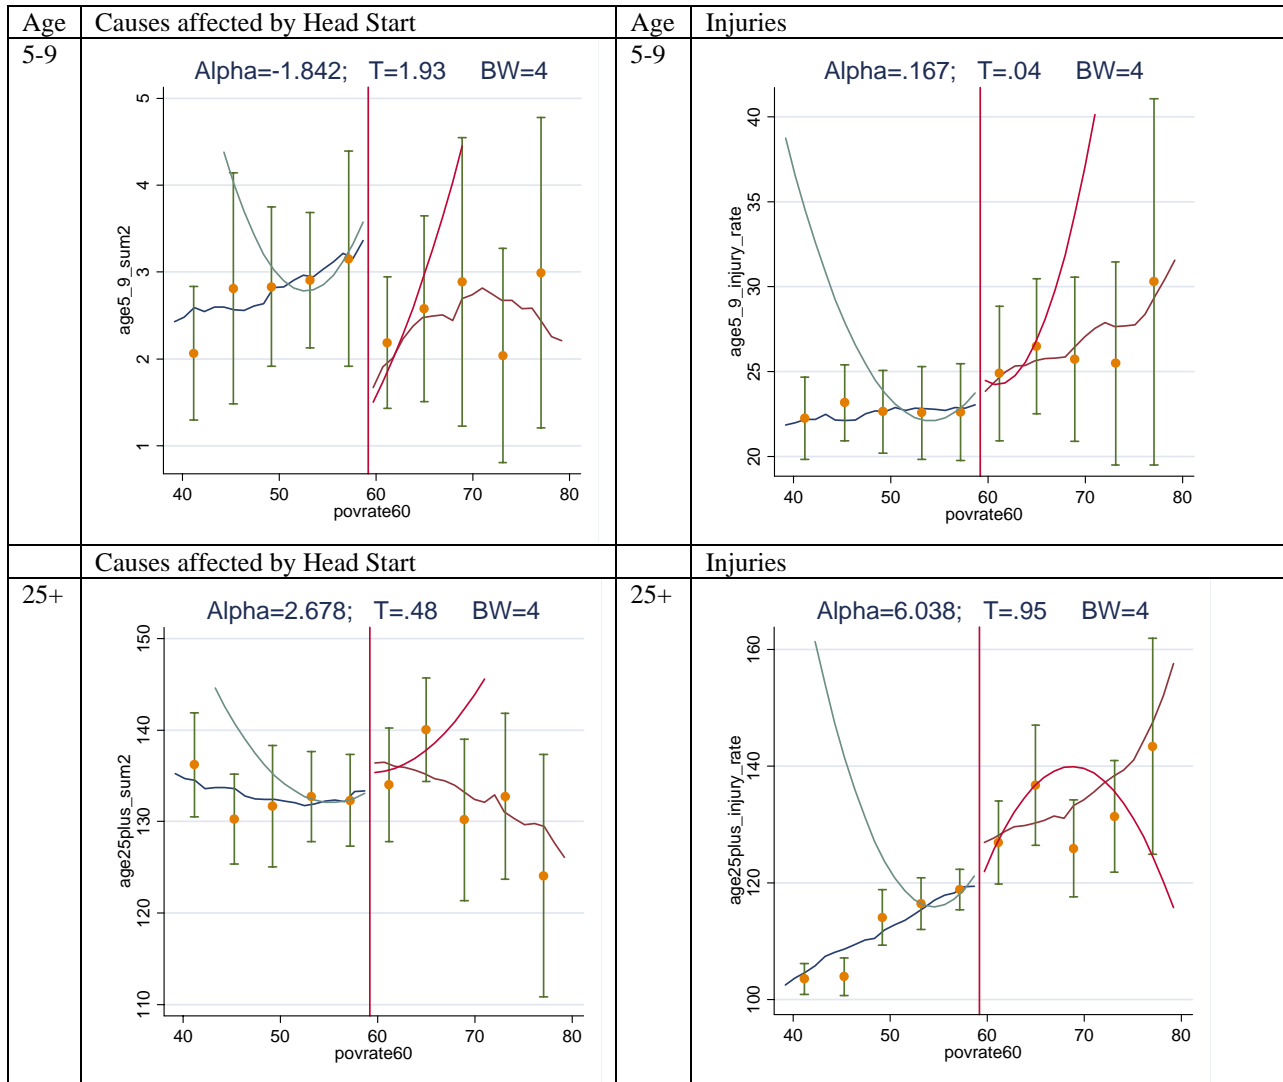 Age Causes affected by Head Start Age Injuries
5-9
Alpha=-1.842; T=1.93 BW=4
age5_9_sum2
5
4
3
2
1
40 50 60 70 80
povrate60
5-9
Alpha=.167; T=.04 BW=4
age5_9_injury_rate
40
35
30
25
20
40 50 60 70 80
povrate60
Causes affected by Head Start Injuries
25+
Alpha=2.678; T=.48 BW=4
age25plus_sum2
150
140
130
120
110
40 50 60 70 80
povrate60
25+
Alpha=6.038; T=.95 BW=4
age25plus_injury_rate
160
140
120
100
40 50 60 70 80
povrate60